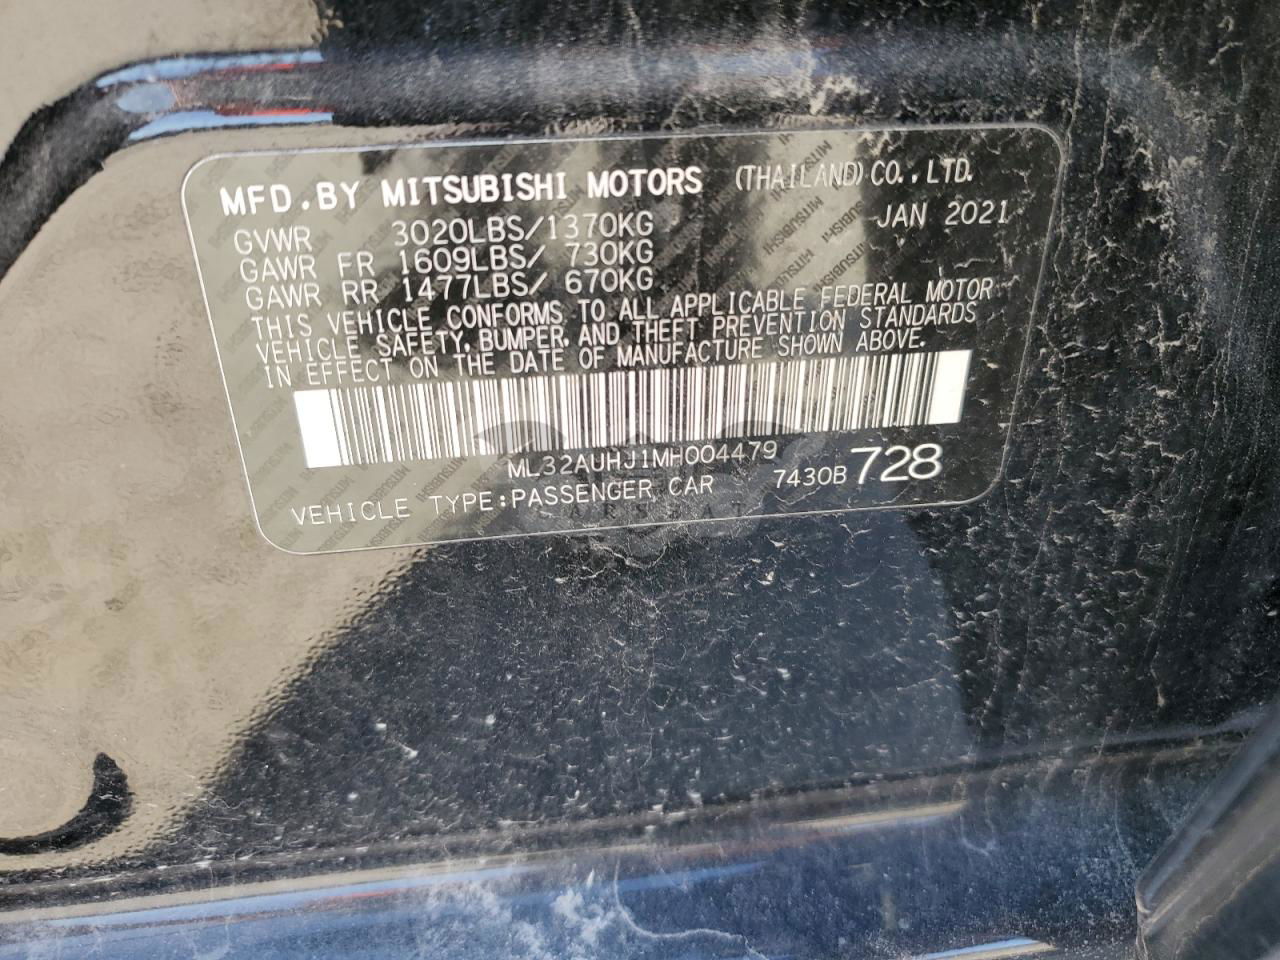 MFD.BY MITSUBISHI MOTORS (THAILAND) CO.,LTD.
GVWR 3020LBS/1370KG JAN 2021
GAWR FR 1609LBS/ 730KG
GAWR RR 1477LBS/ 670KG
THIS VEHICLE CONFORMS TO ALL APPLICABLE FEDERAL MOTOR
VEHICLE SAFETY, BUMPER, AND THEFT PREVENTION STANDARDS
IN EFFECT ON THE DATE OF MANUFACTURE SHOWN ABOVE.
ML32AUHJ1MH004479
7430B 728
VEHICLE TYPE:PASSENGER CAR
CARSEAT